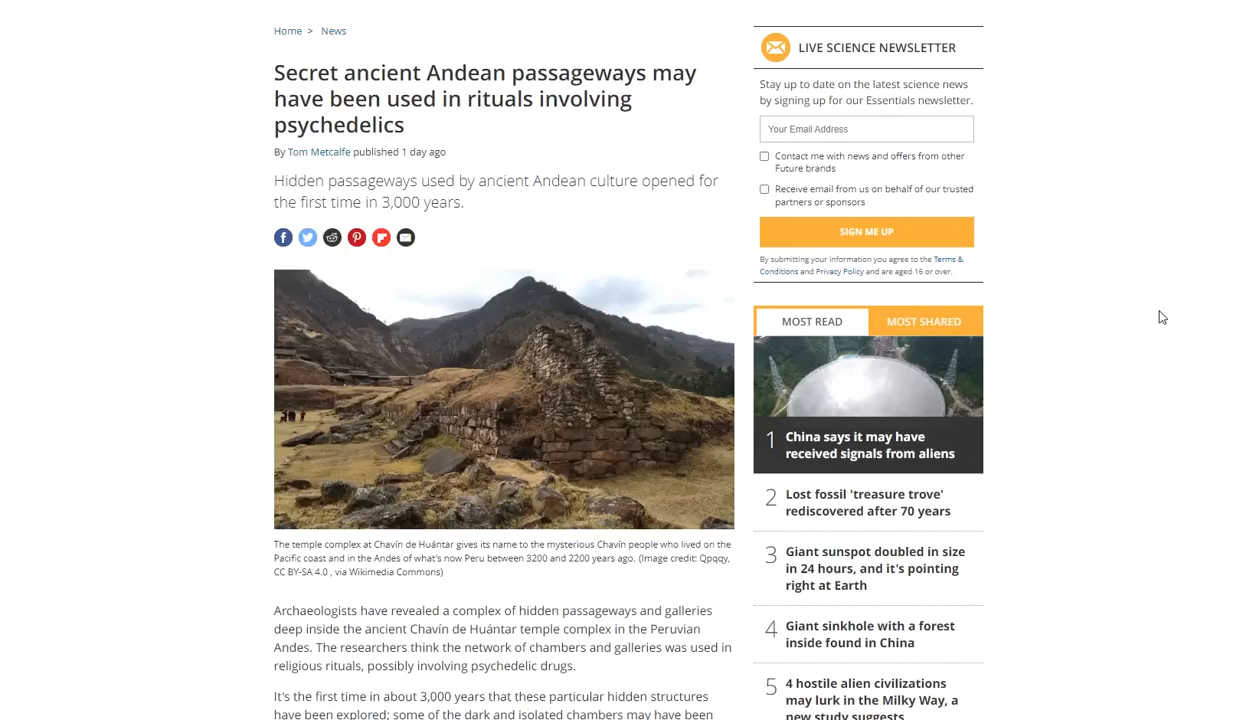 Home > News
Secret ancient Andean passageways may
have been used in rituals involving
psychedelics
By Tom Metcalfe published 1 day ago
Hidden passageways used by ancient Andean culture opened for
the first time in 3,000 years.
The temple complex at Chavín de Huántar gives its name to the mysterious Chavín people who lived on the
Pacific coast and in the Andes of what's now Peru between 3200 and 2200 years ago. (Image credit: Qpqqy,
CC BY-SA 4.0 , via Wikimedia Commons)
Archaeologists have revealed a complex of hidden passageways and galleries
deep inside the ancient Chavín de Huántar temple complex in the Peruvian
Andes. The researchers think the network of chambers and galleries was used in
religious rituals, possibly involving psychedelic drugs.
It's the first time in about 3,000 years that these particular hidden structures
have been explored; some of the dark and isolated chambers may have been
LIVE SCIENCE NEWSLETTER
Stay up to date on the latest science news
by signing up for our Essentials newsletter.
Your Email Address
Contact me with news and offers from other
Future brands
Receive email from us on behalf of our trusted
partners or sponsors
SIGN ME UP
By submitting your information you agree to the Terms &
Conditions and Privacy Policy and are aged 16 or over.
MOST READ MOST SHARED
1 China says it may have
received signals from aliens
2 Lost fossil 'treasure trove'
rediscovered after 70 years
3 Giant sunspot doubled in size
in 24 hours, and it's pointing
right at Earth
4 Giant sinkhole with a forest
inside found in China
5 4 hostile alien civilizations
may lurk in the Milky Way, a
new study suggests